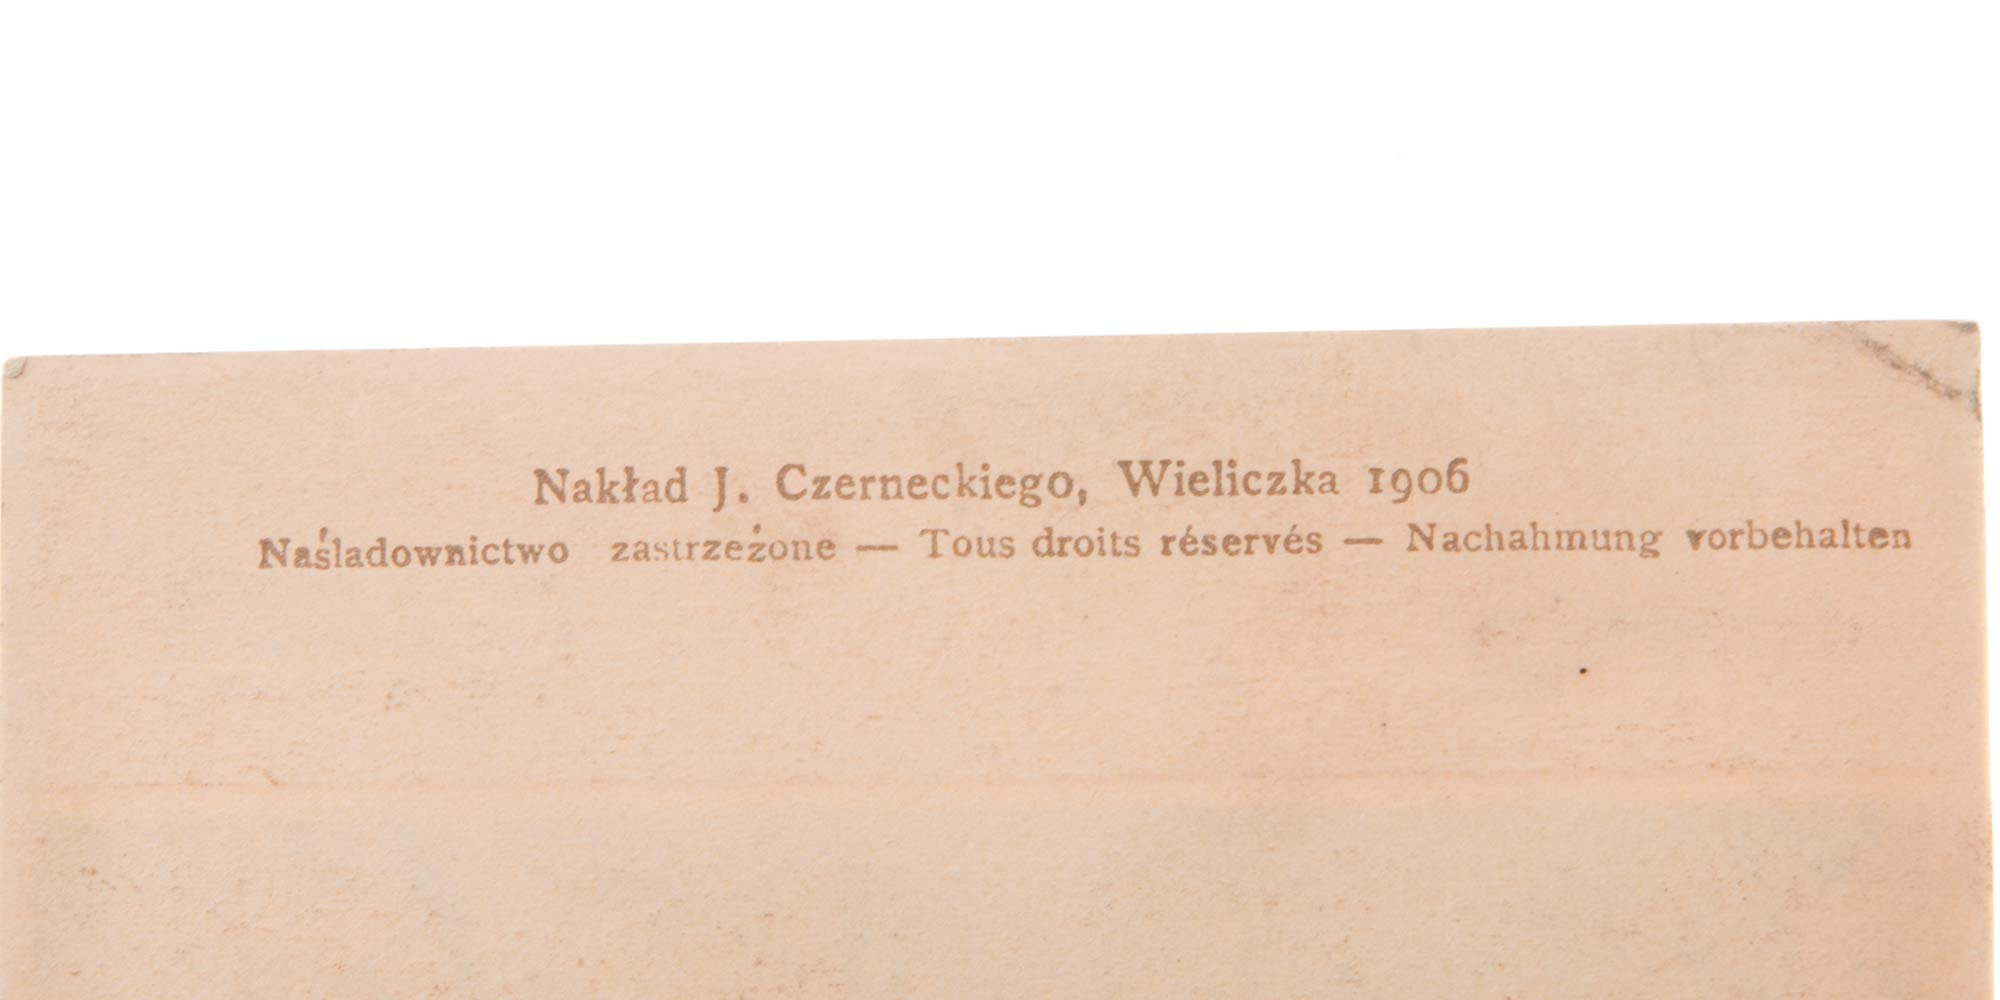 Nakład J. Czerneckiego, Wieliczka 1906
Naśladownictwo zastrzeżone — Tous droits réservés — Nachahmung vorbehalten